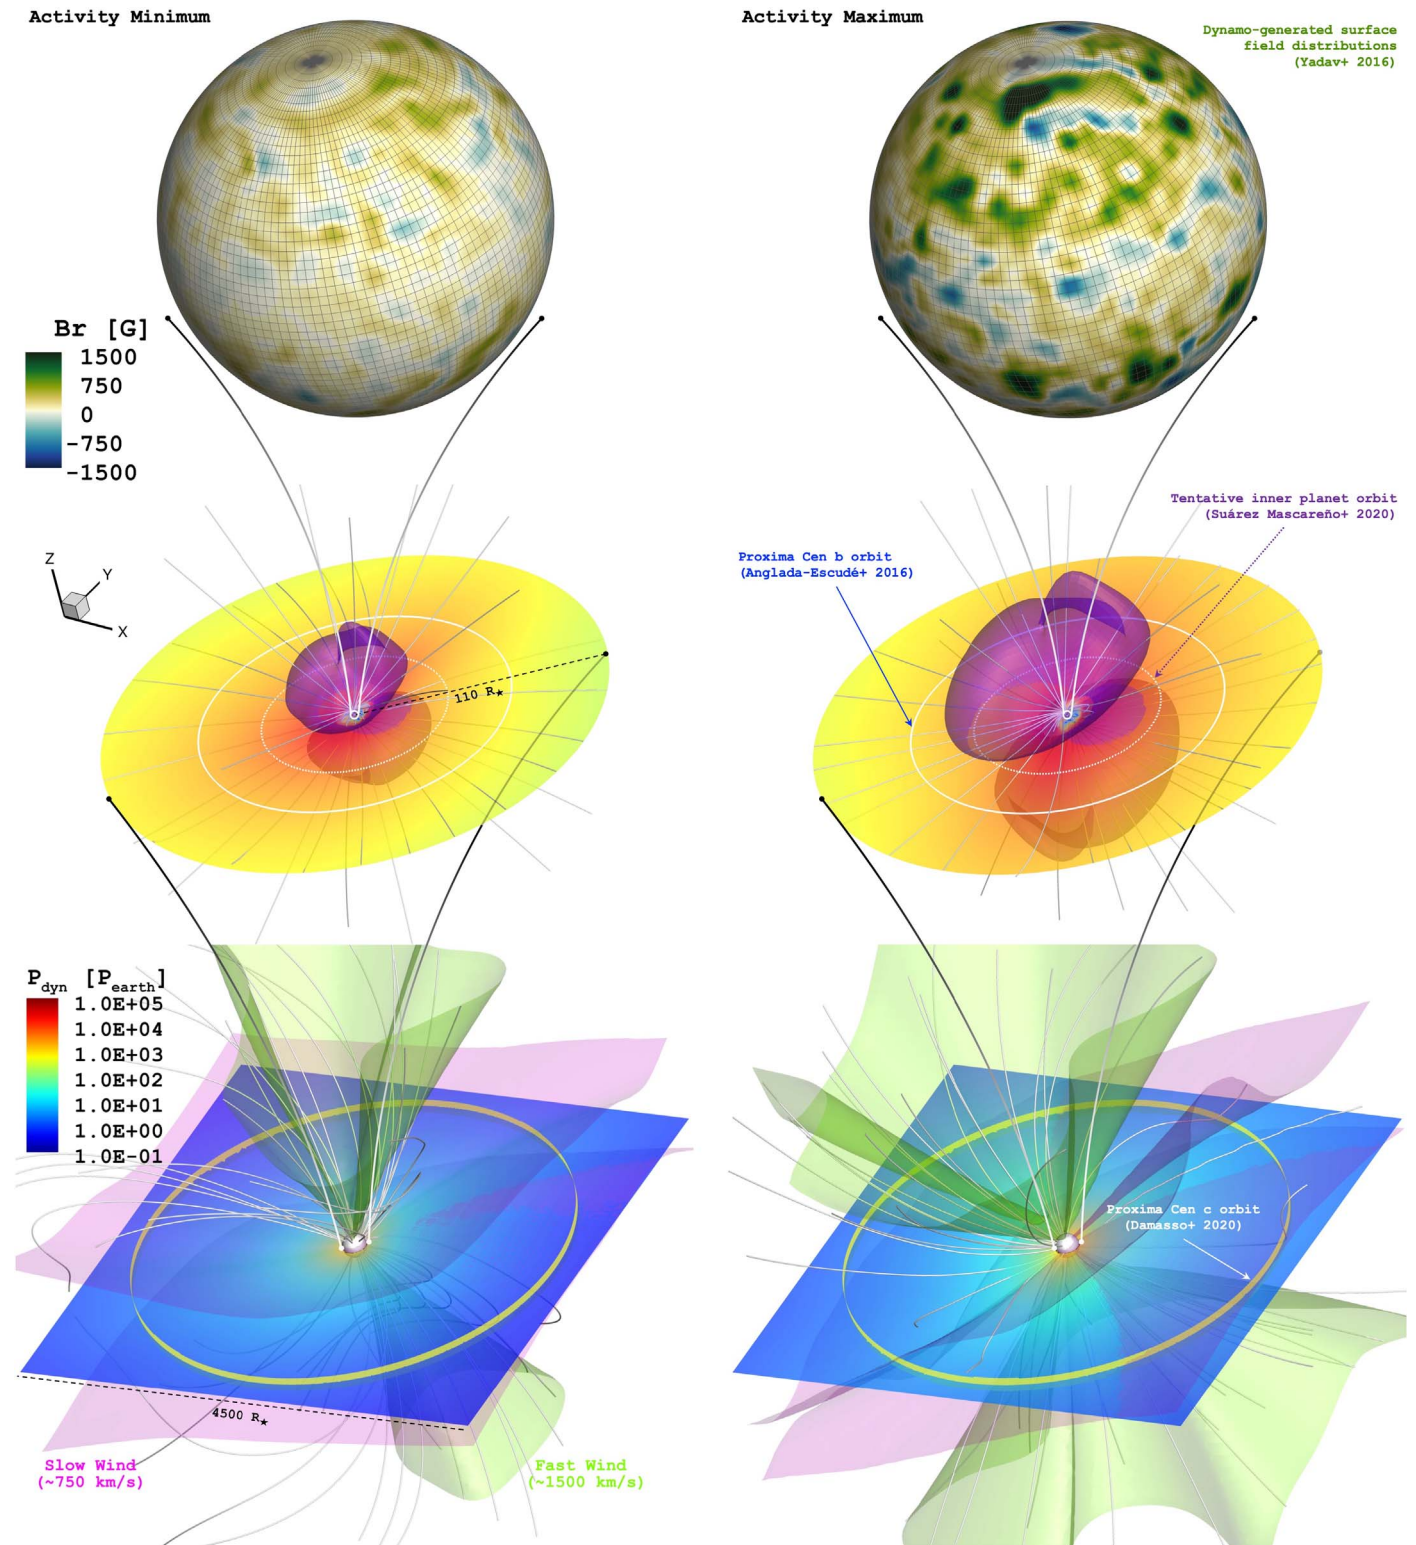 Activity Minimum
Activity Maximum
Dynamo-generated surface
field distributions
(Yadav+ 2016)
Br [G]
1500
750
0
-750
-1500
Tentative inner planet orbit
(Suárez Mascareño+ 2020)
Proxima Cen b orbit
(Anglada-Escudé+ 2016)
Z
Y
X
110 R★
Pdyn [Pearth]
1.0E+05
1.0E+04
1.0E+03
1.0E+02
1.0E+01
1.0E+00
1.0E-01
Proxima Cen c orbit
(Damasso+ 2020)
4500 R★
Slow Wind
(~750 km/s)
Fast Wind
(~1500 km/s)